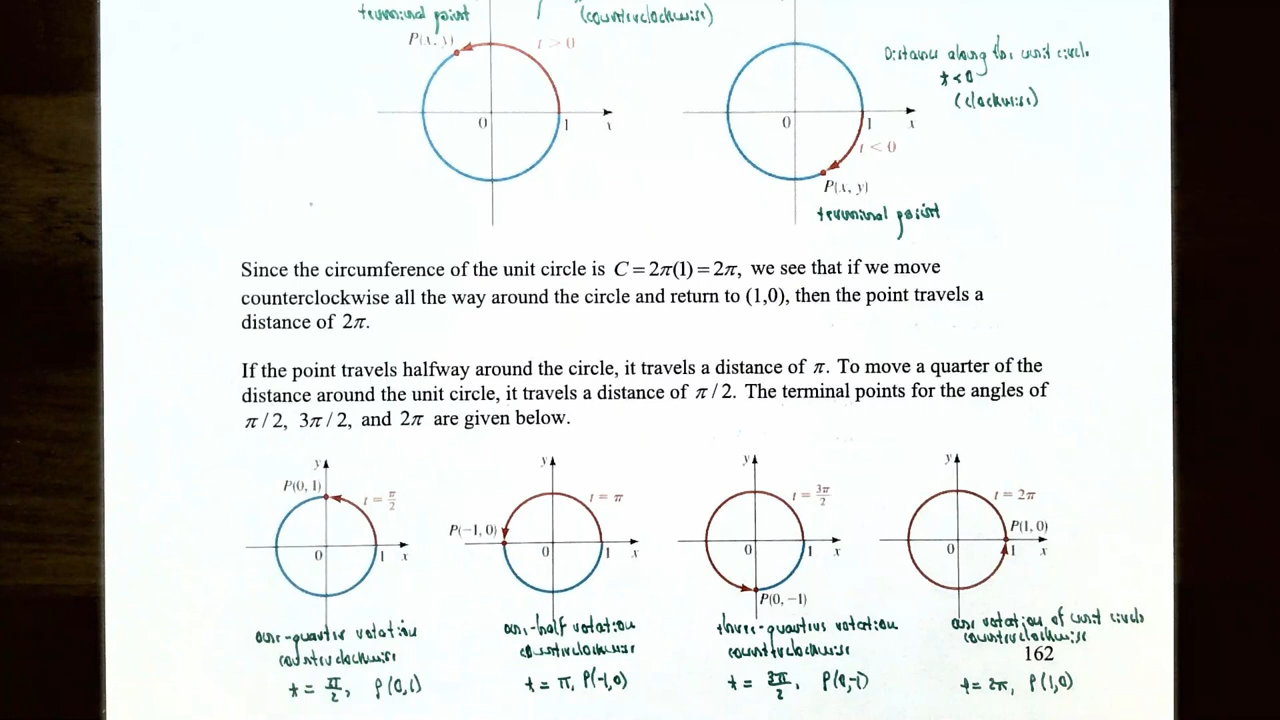 terminal point
(counterclockwise)
P(x, y)
t > 0
0
1
x
Distance along the unit circle
t < 0
(clockwise)
0
1
x
t < 0
P(x, y)
terminal point
Since the circumference of the unit circle is C = 2π(1) = 2π, we see that if we move
counterclockwise all the way around the circle and return to (1,0), then the point travels a
distance of 2π.
If the point travels halfway around the circle, it travels a distance of π. To move a quarter of the
distance around the unit circle, it travels a distance of π / 2. The terminal points for the angles of
π / 2, 3π / 2, and 2π are given below.
y
P(0, 1)
t = π/2
0
1
x
y
t = π
P(−1, 0)
0
1
x
y
t = 3π/2
0
1
x
P(0, −1)
y
t = 2π
P(1, 0)
0
1
x
one-quarter rotation
counterclockwise
t = π/2, P(0,1)
one-half rotation
counterclockwise
t = π, P(-1,0)
three-quarters rotation
counterclockwise
t = 3π/2, P(0,-1)
one rotation of unit circle
counterclockwise
162
t = 2π, P(1,0)